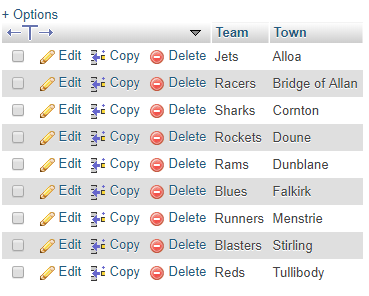 + Options
←T→ Team Town
Edit Copy Delete Jets Alloa
Edit Copy Delete Racers Bridge of Allan
Edit Copy Delete Sharks Cornton
Edit Copy Delete Rockets Doune
Edit Copy Delete Rams Dunblane
Edit Copy Delete Blues Falkirk
Edit Copy Delete Runners Menstrie
Edit Copy Delete Blasters Stirling
Edit Copy Delete Reds Tullibody